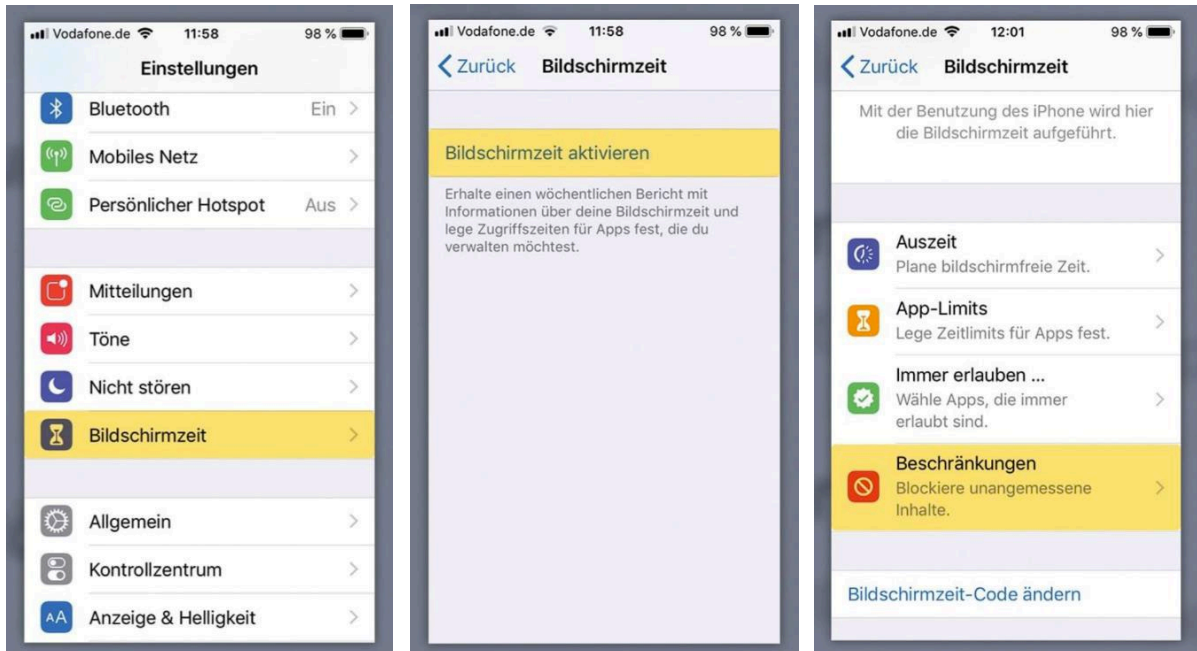 Vodafone.de 11:58 98 %
Einstellungen
Bluetooth Ein
Mobiles Netz
Persönlicher Hotspot Aus
Mitteilungen
Töne
Nicht stören
Bildschirmzeit
Allgemein
Kontrollzentrum
AA Anzeige & Helligkeit
Vodafone.de 11:58 98 %
Zurück Bildschirmzeit
Bildschirmzeit aktivieren
Erhalte einen wöchentlichen Bericht mit
Informationen über deine Bildschirmzeit und
lege Zugriffszeiten für Apps fest, die du
verwalten möchtest.
Vodafone.de 12:01 98 %
Zurück Bildschirmzeit
Mit der Benutzung des iPhone wird hier
die Bildschirmzeit aufgeführt.
Auszeit
Plane bildschirmfreie Zeit.
App-Limits
Lege Zeitlimits für Apps fest.
Immer erlauben ...
Wähle Apps, die immer
erlaubt sind.
Beschränkungen
Blockiere unangemessene
Inhalte.
Bildschirmzeit-Code ändern